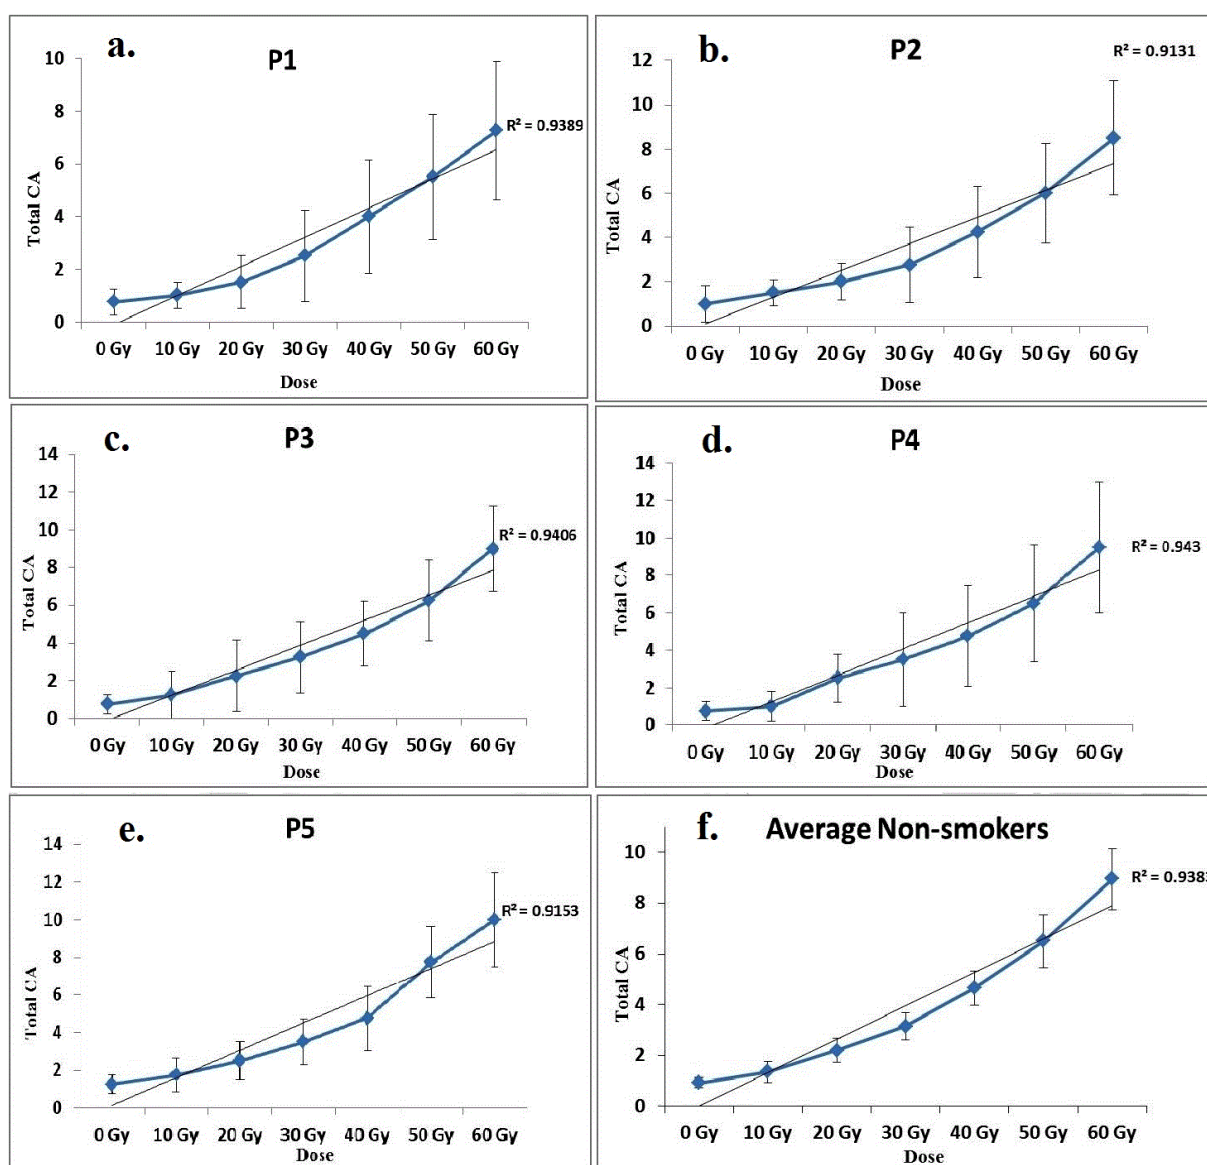 a.
P1
10
8
6
4
2
0
Total CA
R² = 0.9389
0 Gy 10 Gy 20 Gy 30 Gy 40 Gy 50 Gy 60 Gy
Dose
b.
P2
R² = 0.9131
12
10
8
6
4
2
0
Total CA
0 Gy 10 Gy 20 Gy 30 Gy 40 Gy 50 Gy 60 Gy
Dose
c.
P3
14
12
10
8
6
4
2
0
Total CA
R² = 0.9406
0 Gy 10 Gy 20 Gy 30 Gy 40 Gy 50 Gy 60 Gy
Dose
d.
P4
14
12
10
8
6
4
2
0
Total CA
R² = 0.943
0 Gy 10 Gy 20 Gy 30 Gy 40 Gy 50 Gy 60 Gy
Dose
e.
P5
14
12
10
8
6
4
2
0
Total CA
R² = 0.9153
0 Gy 10 Gy 20 Gy 30 Gy 40 Gy 50 Gy 60 Gy
Dose
f.
Average Non-smokers
10
8
6
4
2
0
Total CA
R² = 0.9383
0 Gy 10 Gy 20 Gy 30 Gy 40 Gy 50 Gy 60 Gy
Dose